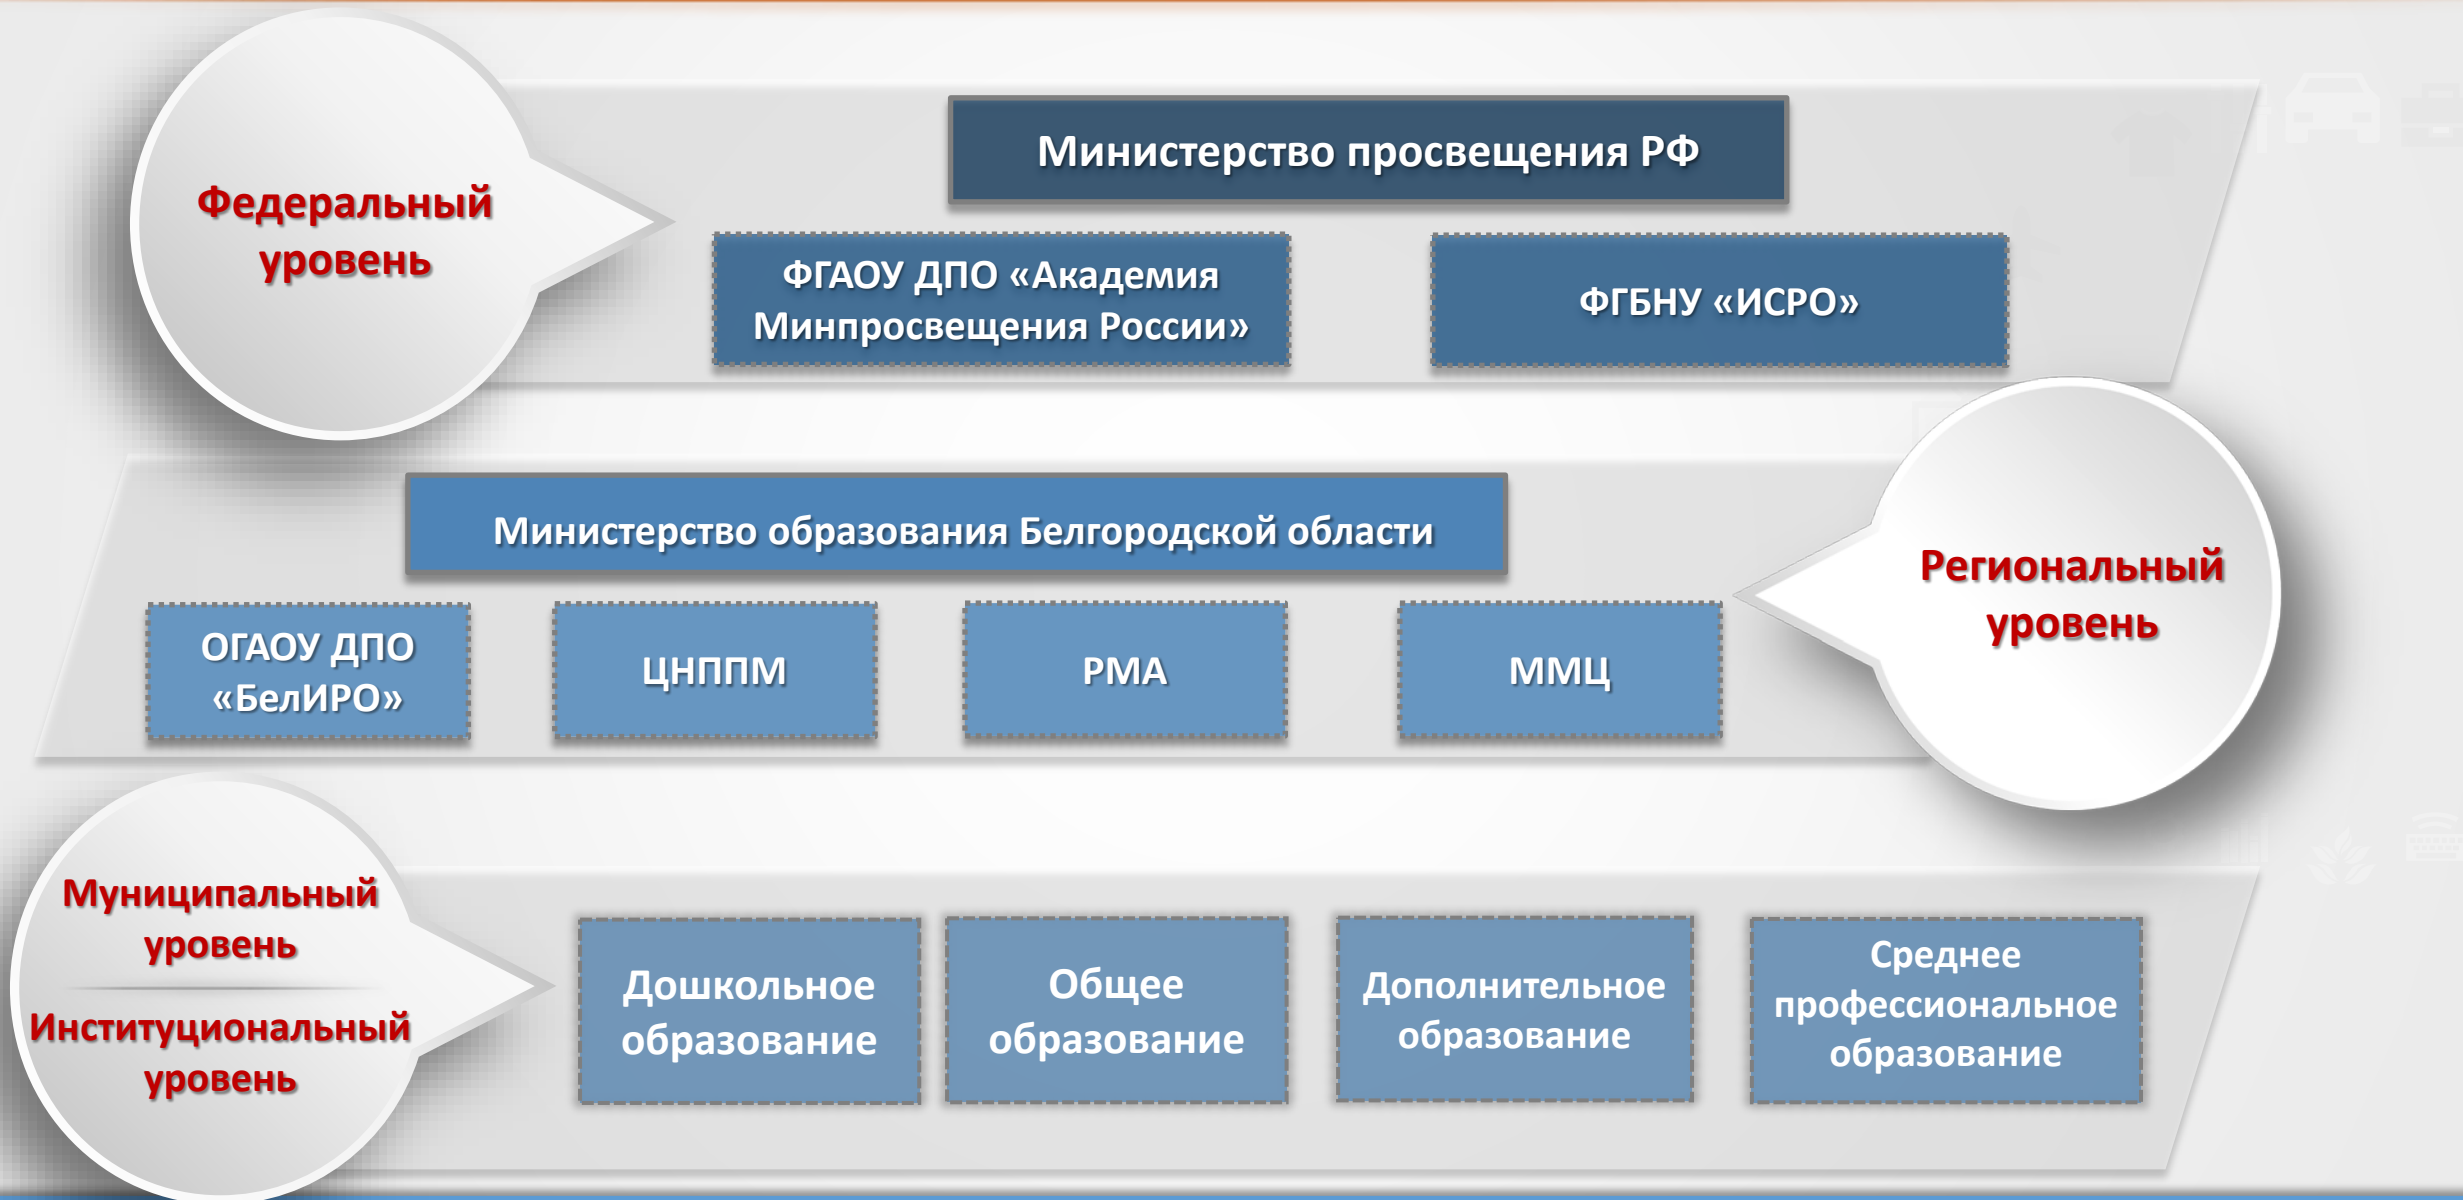 Федеральный
уровень
Министерство просвещения РФ
ФГАОУ ДПО «Академия
Минпросвещения России»
ФГБНУ «ИСРО»
Министерство образования Белгородской области
ОГАОУ ДПО
«БелИРО»
ЦНППМ
РМА
ММЦ
Региональный
уровень
Муниципальный
уровень
Институциональный
уровень
Дошкольное
образование
Общее
образование
Дополнительное
образование
Среднее
профессиональное
образование